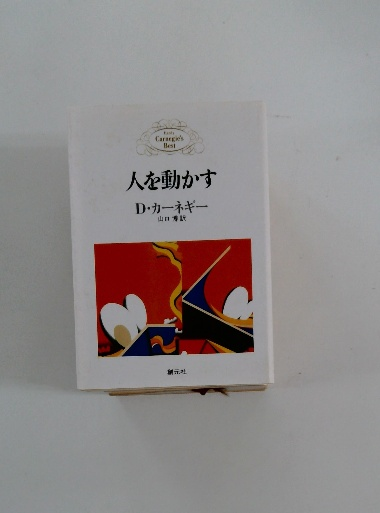 Carnegie's
Best
人を動かす
D・カーネギー
山口 博 訳
創元社